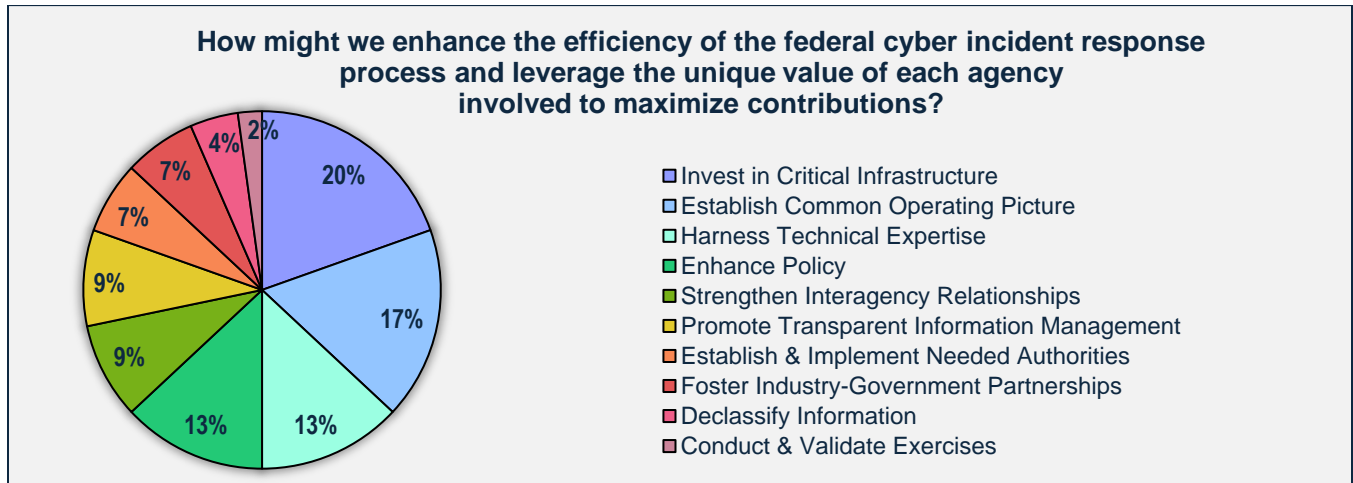 How might we enhance the efficiency of the federal cyber incident response
process and leverage the unique value of each agency
involved to maximize contributions?
2%
4%
7%
20%
7%
9%
17%
9%
13%
13%
Invest in Critical Infrastructure
Establish Common Operating Picture
Harness Technical Expertise
Enhance Policy
Strengthen Interagency Relationships
Promote Transparent Information Management
Establish & Implement Needed Authorities
Foster Industry-Government Partnerships
Declassify Information
Conduct & Validate Exercises